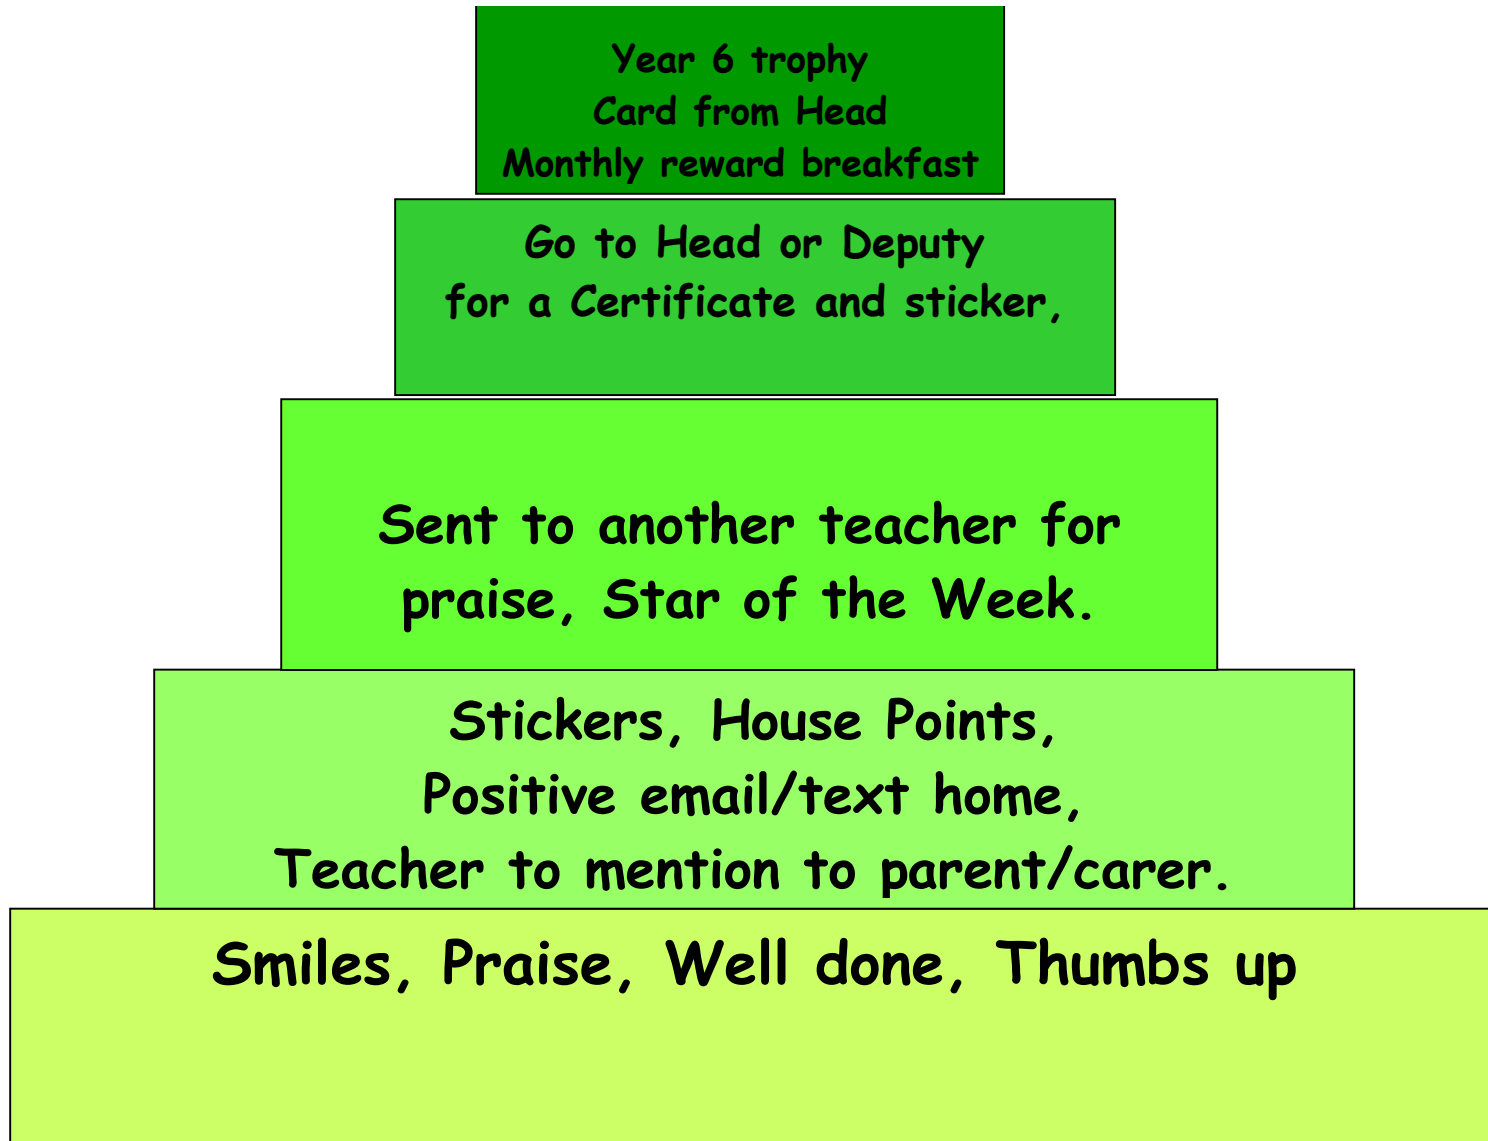 Year 6 trophy
Card from Head
Monthly reward breakfast
Go to Head or Deputy
for a Certificate and sticker,
Sent to another teacher for
praise, Star of the Week.
Stickers, House Points,
Positive email/text home,
Teacher to mention to parent/carer.
Smiles, Praise, Well done, Thumbs up